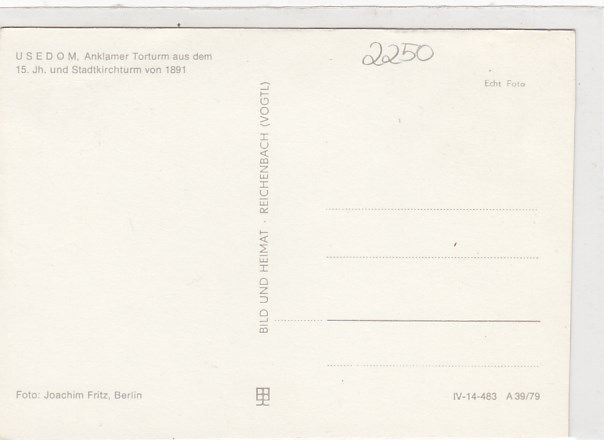 USEDOM, Anklamer Torturm aus dem
15. Jh. und Stadtkirchturm von 1891
2250
Echt Foto
BILD UND HEIMAT · REICHENBACH (VOGTL)
Foto: Joachim Fritz, Berlin
IV-14-483 A 39/79